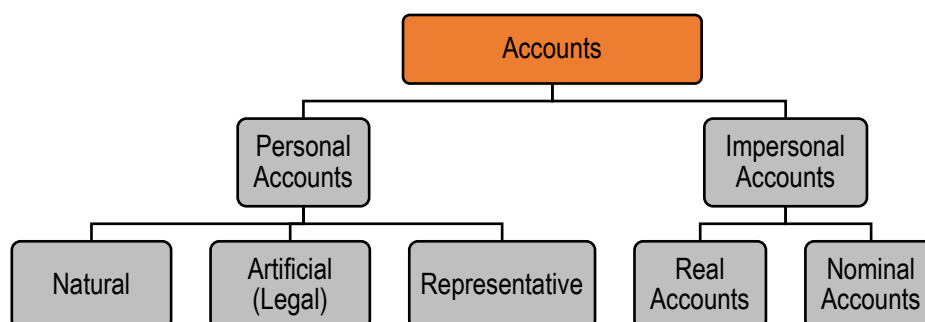 Accounts
Personal
Accounts
Impersonal
Accounts
Natural
Artificial
(Legal)
Representative
Real
Accounts
Nominal
Accounts